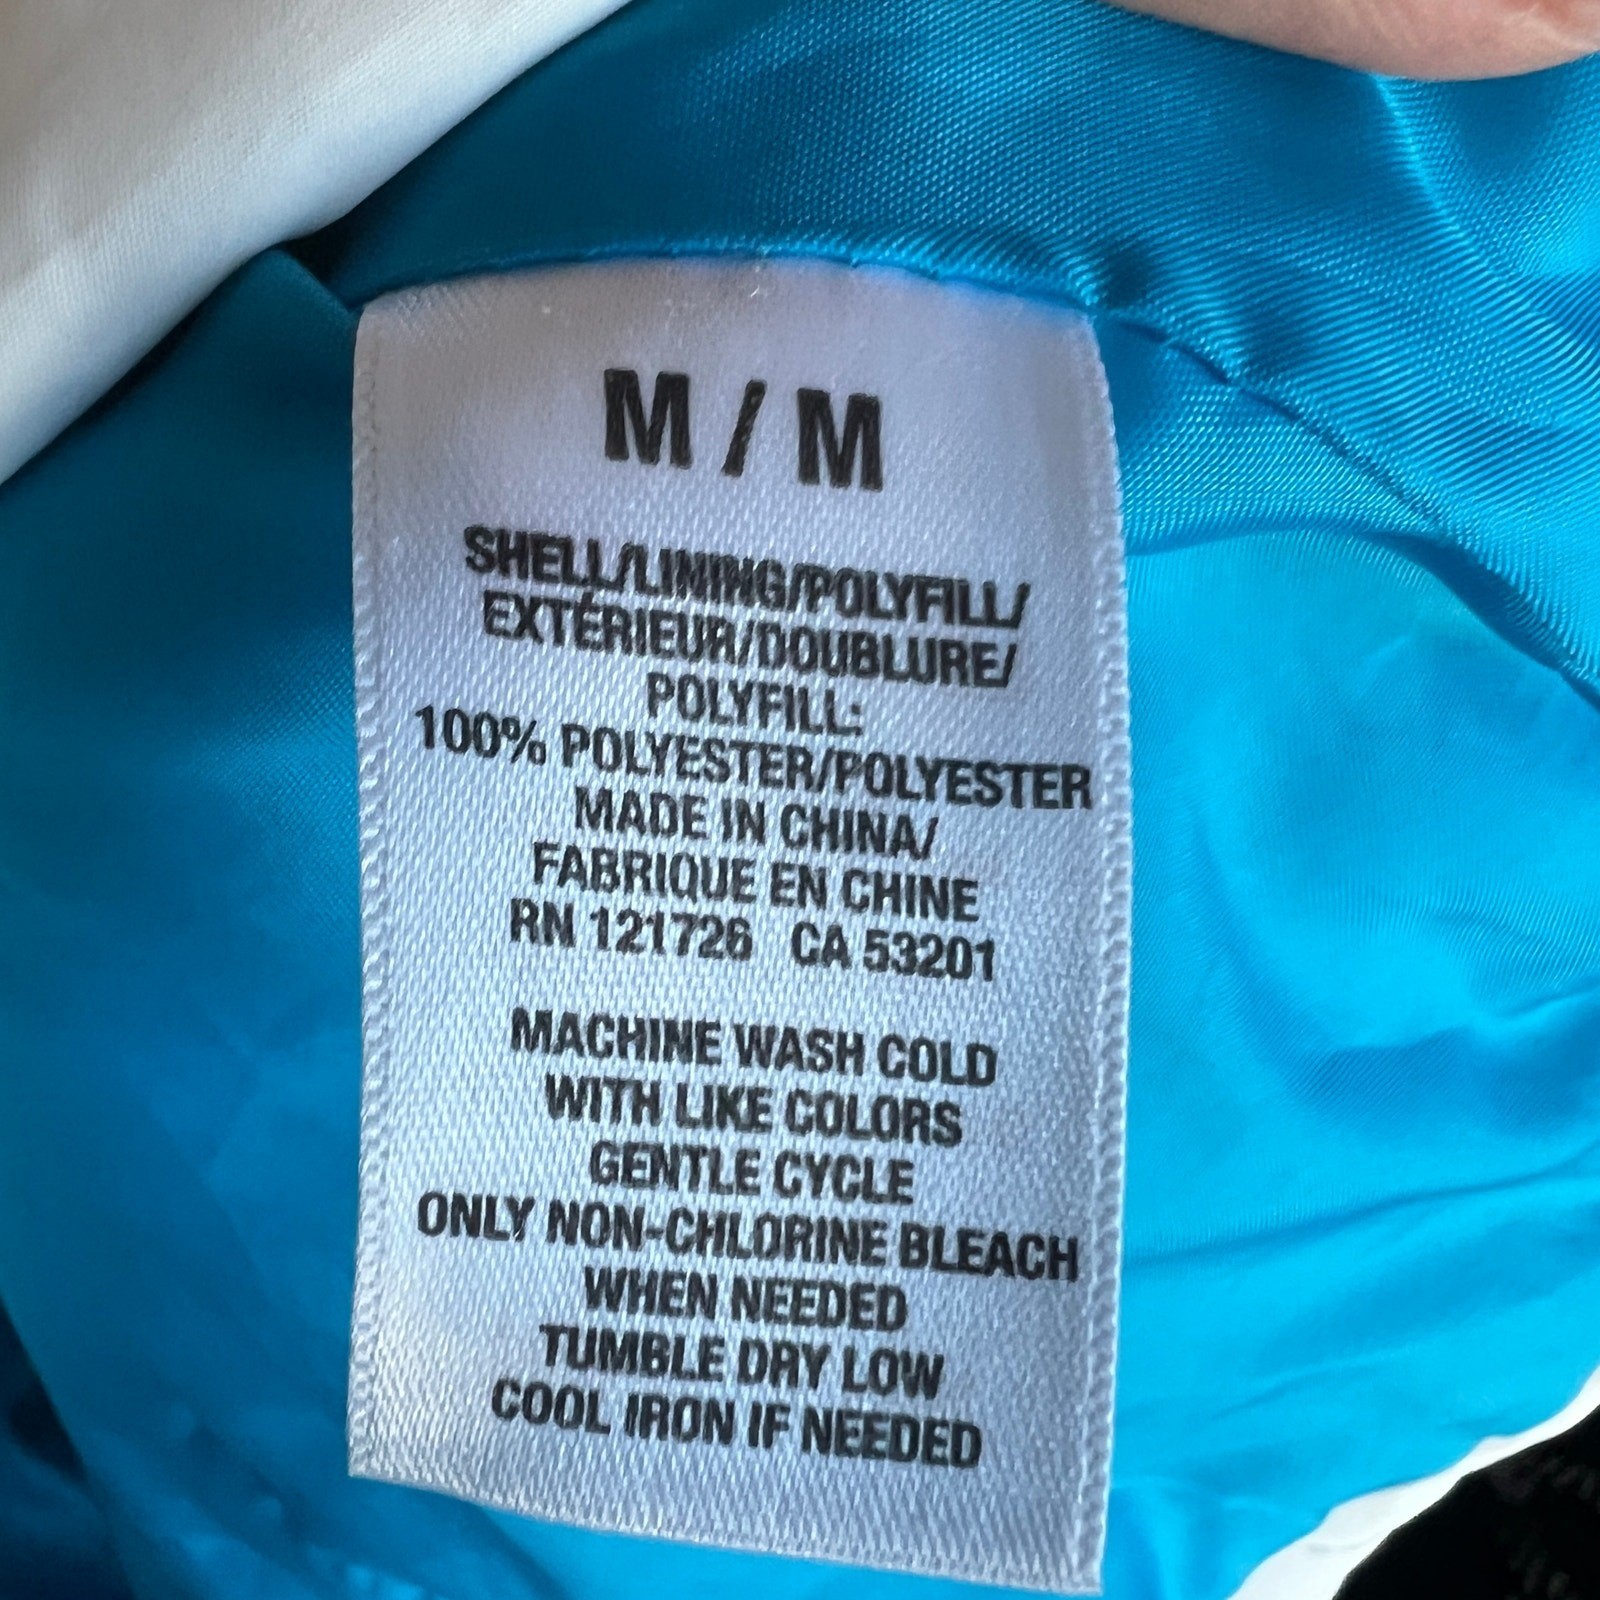 M / M
SHELL/LINING/POLYFILL/
EXTÉRIEUR/DOUBLURE/
POLYFILL:
100% POLYESTER/POLYESTER
MADE IN CHINA/
FABRIQUE EN CHINE
RN 121726 CA 53201
MACHINE WASH COLD
WITH LIKE COLORS
GENTLE CYCLE
ONLY NON-CHLORINE BLEACH
WHEN NEEDED
TUMBLE DRY LOW
COOL IRON IF NEEDED